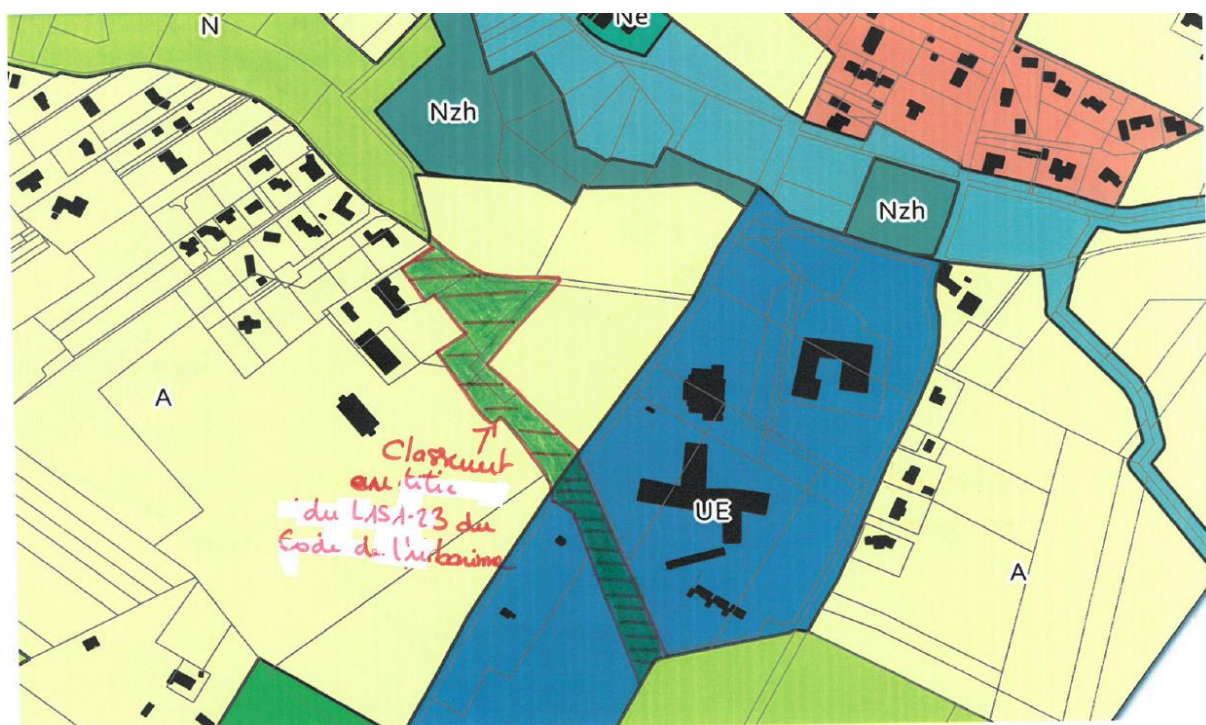 N
Ne
Nzh
Nzh
A
Classement
au titre
du L151-23 du
Code de l'urbanisme
UE
A